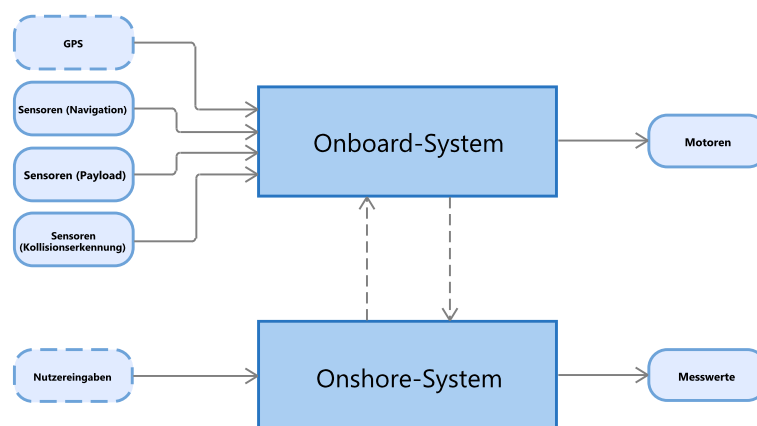 GPS
Sensoren (Navigation)
Sensoren (Payload)
Sensoren
(Kollisionserkennung)
Onboard-System
Motoren
Nutzereingaben
Onshore-System
Messwerte